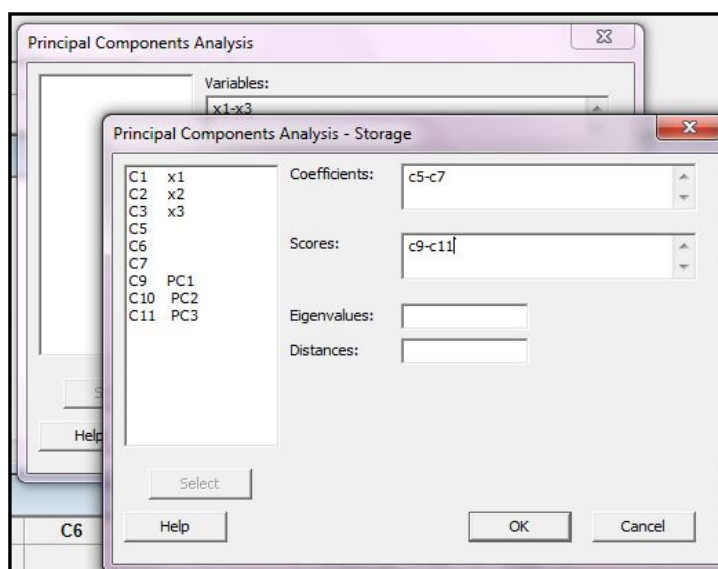 Principal Components Analysis
Variables:
x1-x3
Principal Components Analysis - Storage
C1 x1
C2 x2
C3 x3
C5
C6
C7
C9 PC1
C10 PC2
C11 PC3
Coefficients: c5-c7
Scores: c9-c11
Eigenvalues:
Distances:
Select
Help
OK
Cancel
Help
C6